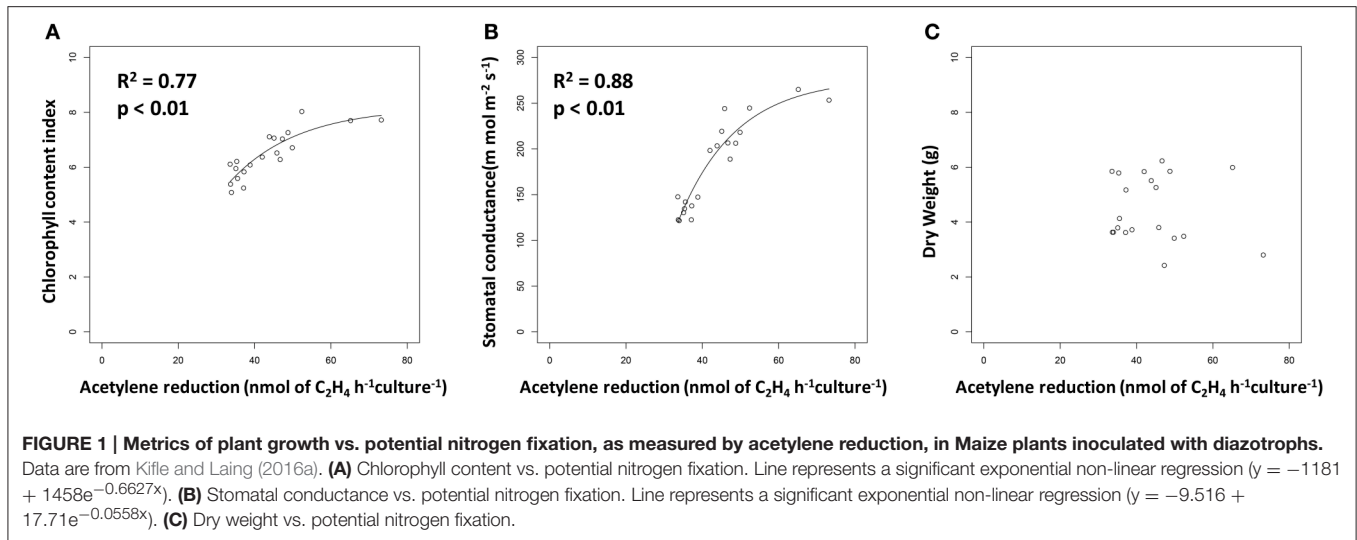 A
R² = 0.77
p < 0.01
Chlorophyll content index
0 2 4 6 8 10
0 20 40 60 80
Acetylene reduction (nmol of C₂H₄ h⁻¹culture⁻¹)
B
R² = 0.88
p < 0.01
Stomatal conductance(m mol m⁻² s⁻¹)
0 50 100 150 200 250 300
0 20 40 60 80
Acetylene reduction (nmol of C₂H₄ h⁻¹culture⁻¹)
C
Dry Weight (g)
0 2 4 6 8 10
0 20 40 60 80
Acetylene reduction (nmol of C₂H₄ h⁻¹culture⁻¹)
FIGURE 1 | Metrics of plant growth vs. potential nitrogen fixation, as measured by acetylene reduction, in Maize plants inoculated with diazotrophs.
Data are from Kifle and Laing (2016a). (A) Chlorophyll content vs. potential nitrogen fixation. Line represents a significant exponential non-linear regression (y = −1181
+ 1458e⁻⁰·⁶⁶²⁷ˣ). (B) Stomatal conductance vs. potential nitrogen fixation. Line represents a significant exponential non-linear regression (y = −9.516 +
17.71e⁻⁰·⁰⁵⁵⁸ˣ). (C) Dry weight vs. potential nitrogen fixation.